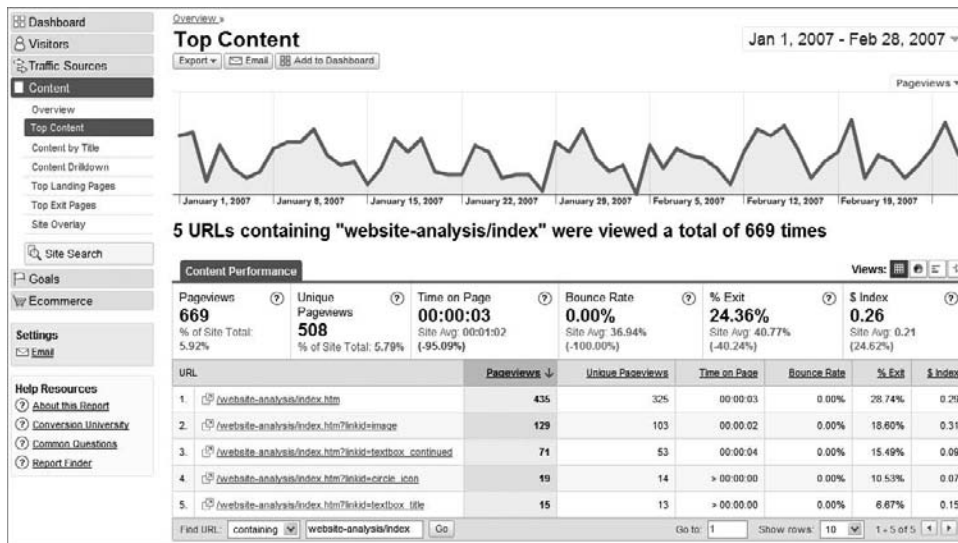 Dashboard
Visitors
Traffic Sources
Content
Overview
Top Content
Content by Title
Content Drilldown
Top Landing Pages
Top Exit Pages
Site Overlay
Site Search
Goals
Ecommerce
Settings
Email
Help Resources
About this Report
Conversion University
Common Questions
Report Finder
Overview »
Top Content
Jan 1, 2007 - Feb 28, 2007
Export Email Add to Dashboard
Pageviews
January 1, 2007 January 8, 2007 January 15, 2007 January 22, 2007 January 29, 2007 February 5, 2007 February 12, 2007 February 19, 2007
5 URLs containing "website-analysis/index" were viewed a total of 669 times
Content Performance Views:
Pageviews
669
% of Site Total:
5.92%
Unique
Pageviews
508
% of Site Total: 5.79%
Time on Page
00:00:03
Site Avg: 00:01:02
(-95.09%)
Bounce Rate
0.00%
Site Avg: 36.94%
(-100.00%)
% Exit
24.36%
Site Avg: 40.77%
(-40.24%)
$ Index
0.26
Site Avg: 0.21
(24.62%)
URL Pageviews Unique Pageviews Time on Page Bounce Rate % Exit $ Index
1. /website-analysis/index.htm 435 325 00:00:03 0.00% 28.74% 0.29
2. /website-analysis/index.htm?linkid=image 129 103 00:00:02 0.00% 18.60% 0.31
3. /website-analysis/index.htm?linkid=textbox_continued 71 53 00:00:04 0.00% 15.49% 0.09
4. /website-analysis/index.htm?linkid=circle_icon 19 14 > 00:00:00 0.00% 10.53% 0.07
5. /website-analysis/index.htm?linkid=textbox_title 15 13 > 00:00:00 0.00% 6.67% 0.15
Find URL: containing website-analysis/index Go Go to: 1 Show rows: 10 1 - 5 of 5